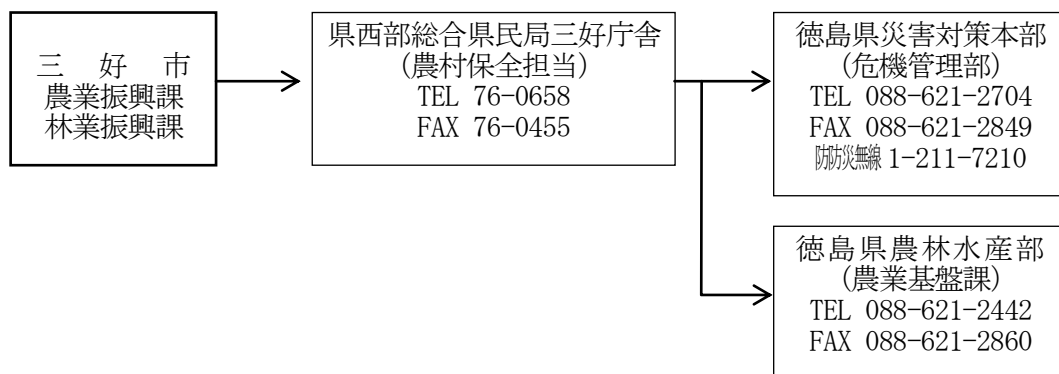 三好市
農業振興課
林業振興課
県西部総合県民局三好庁舎
(農村保全担当)
TEL 76-0658
FAX 76-0455
徳島県災害対策本部
(危機管理部)
TEL 088-621-2704
FAX 088-621-2849
防防災無線 1-211-7210
徳島県農林水産部
(農業基盤課)
TEL 088-621-2442
FAX 088-621-2860